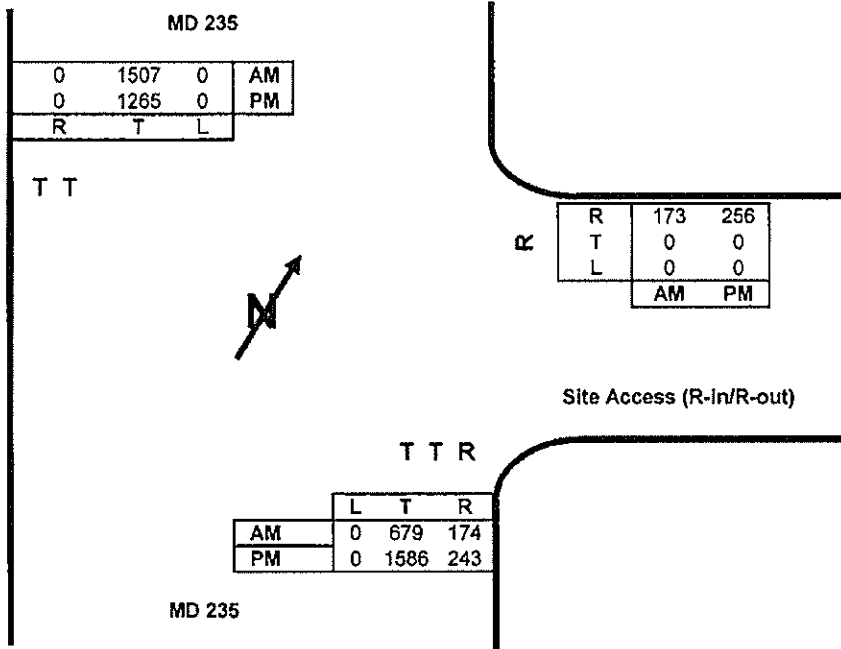 MD 235
0 1507 0 AM
0 1265 0 PM
R T L
T T
R
R 173 256
T 0 0
L 0 0
AM PM
N
Site Access (R-in/R-out)
T T R
L T R
AM 0 679 174
PM 0 1586 243
MD 235